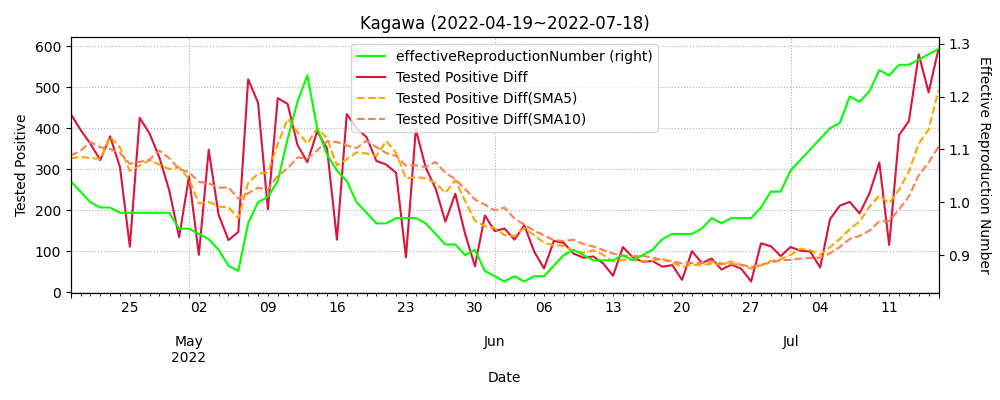 Kagawa (2022-04-19~2022-07-18)
effectiveReproductionNumber (right)
Tested Positive Diff
Tested Positive Diff(SMA5)
Tested Positive Diff(SMA10)
Tested Positive
600
500
400
300
200
100
0
1.3
1.2
1.1
1.0
0.9
Effective Reproduction Number
25 02 09 16 23 30 06 13 20 27 04 11
May Jun Jul
2022
Date